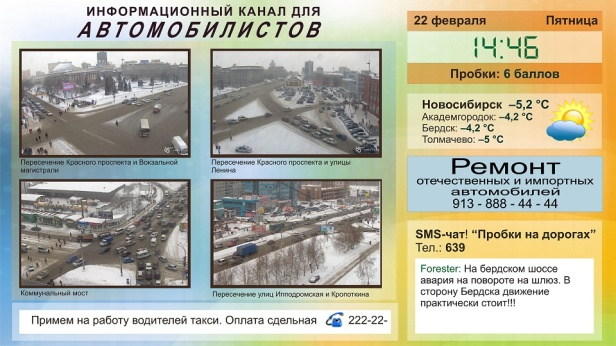 ИНФОРМАЦИОННЫЙ КАНАЛ ДЛЯ
АВТОМОБИЛИСТОВ
Пересечение Красного проспекта и Вокзальной
магистрали
Пересечение Красного проспекта и улицы
Ленина
Коммунальный мост
Пересечение улиц Ипподромская и Кропоткина
Примем на работу водителей такси. Оплата сдельная 222-22-
22 февраля Пятница
14:46
Пробки: 6 баллов
Новосибирск –5,2 °C
Академгородок: –4,2 °C
Бердск: –4,2 °C
Толмачево: –5 °C
Ремонт
отечественных и импортных
автомобилей
913 - 888 - 44 - 44
SMS-чат! "Пробки на дорогах"
Тел.: 639
Forester: На бердском шоссе
авария на повороте на шлюз. В
сторону Бердска движение
практически стоит!!!